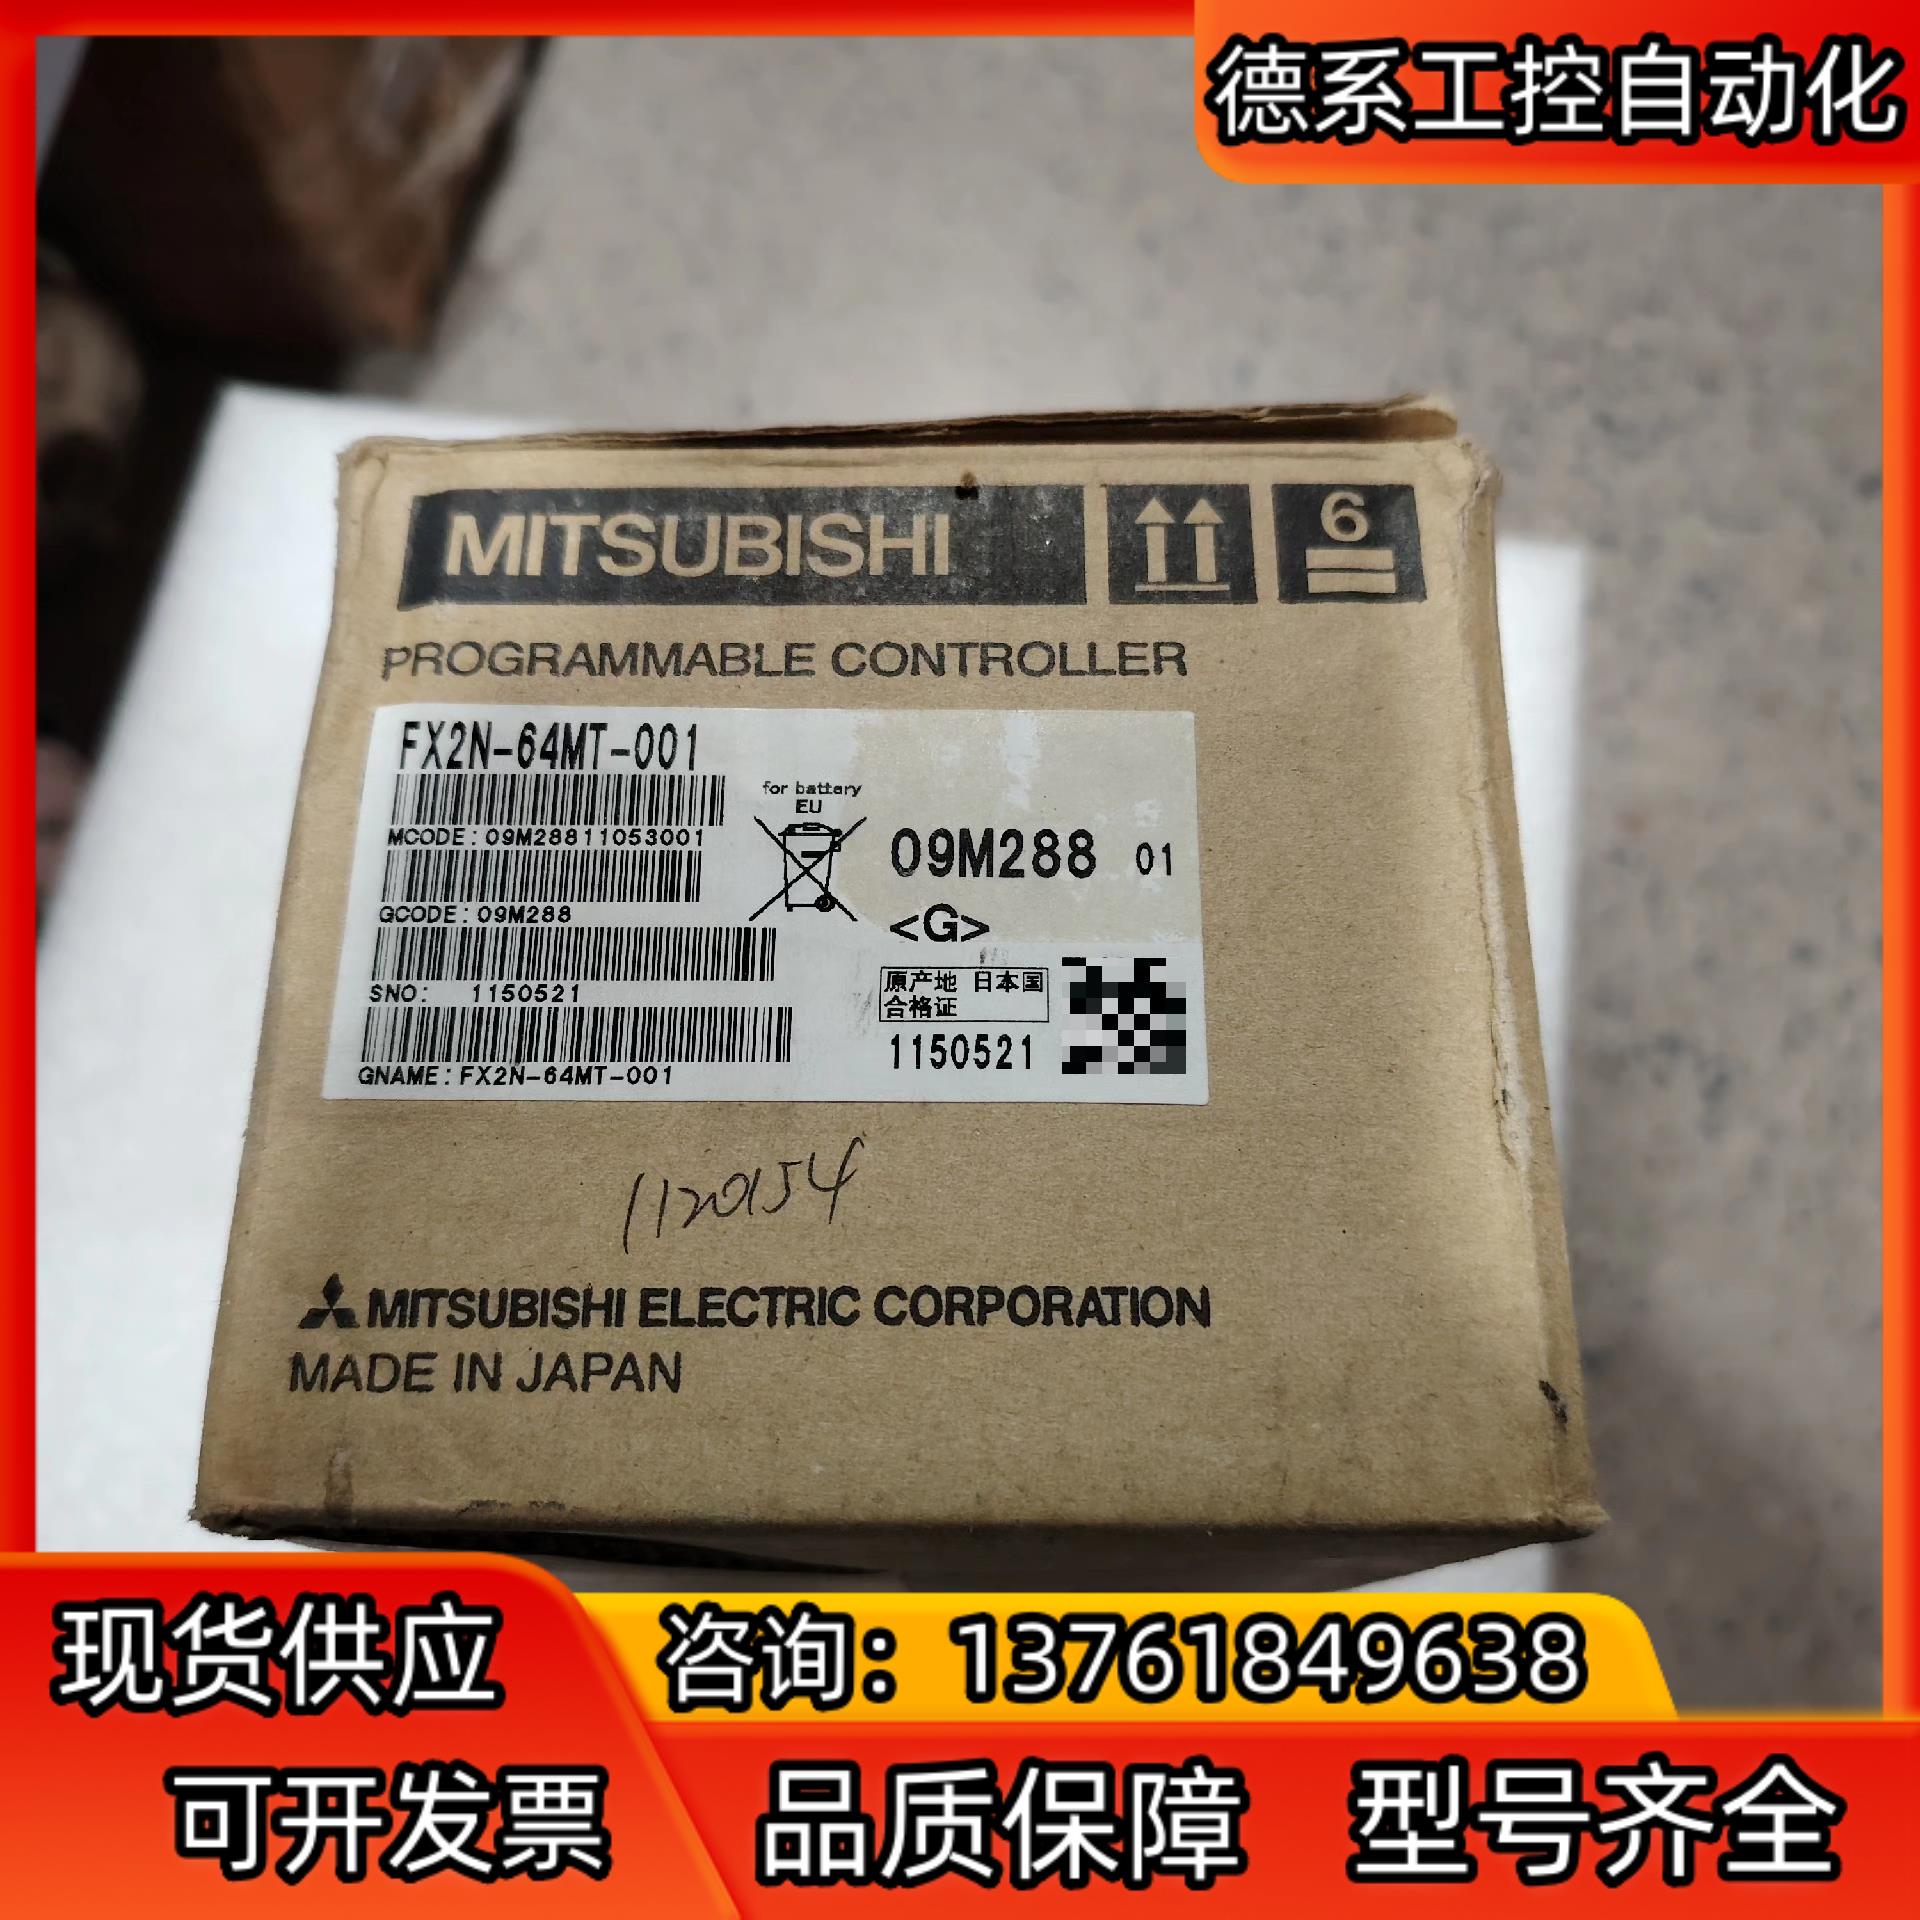 德系工控自动化
MITSUBISHI
6
PROGRAMMABLE CONTROLLER
FX2N-64MT-001
MCODE:09M28811053001
GCODE:09M288
SNO: 1150521
GNAME:FX2N-64MT-001
for battery
EU
09M288 01
<G>
原产地 日本国
合格证
1150521
1120154
MITSUBISHI ELECTRIC CORPORATION
MADE IN JAPAN
现货供应
咨询：13761849638
可开发票
品质保障
型号齐全